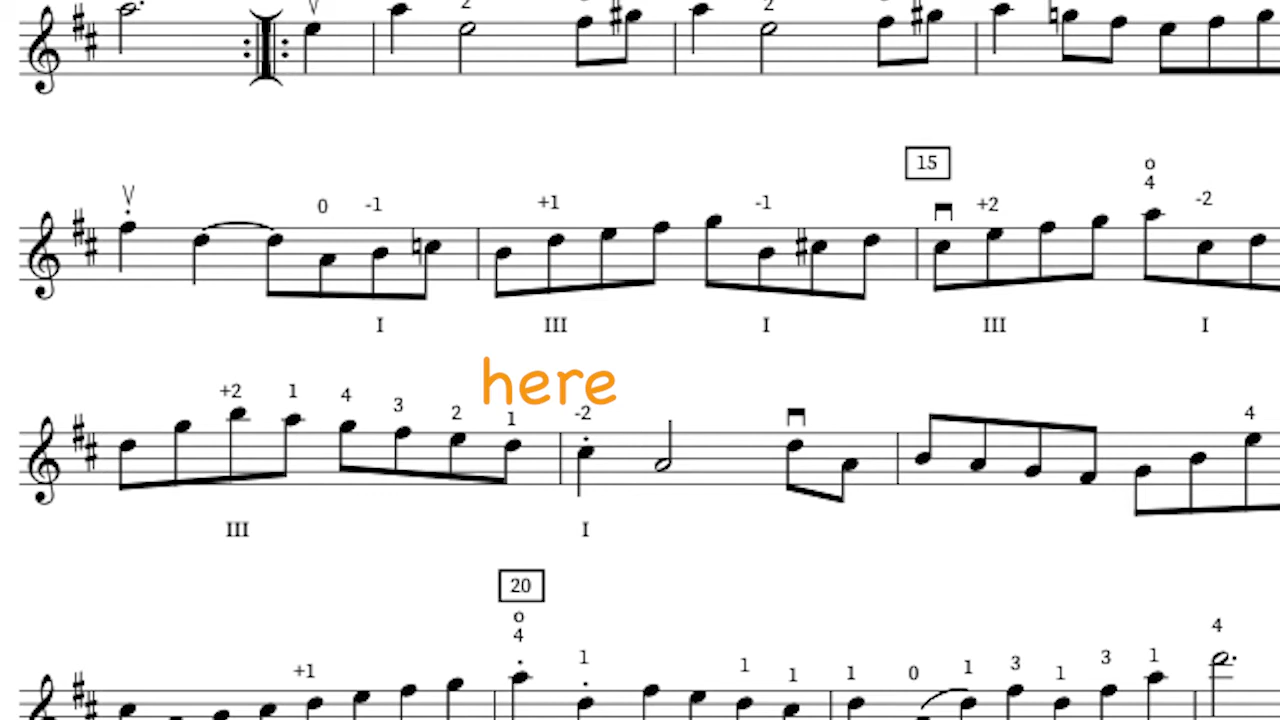 2 2
15
o
0 -1 +1 -1 +2 4 -2
I III I III I
here
+2 1 4 3 2 1 -2 4
III I
20
o
4 4
+1 1 1 1 1 0 1 3 1 3 1